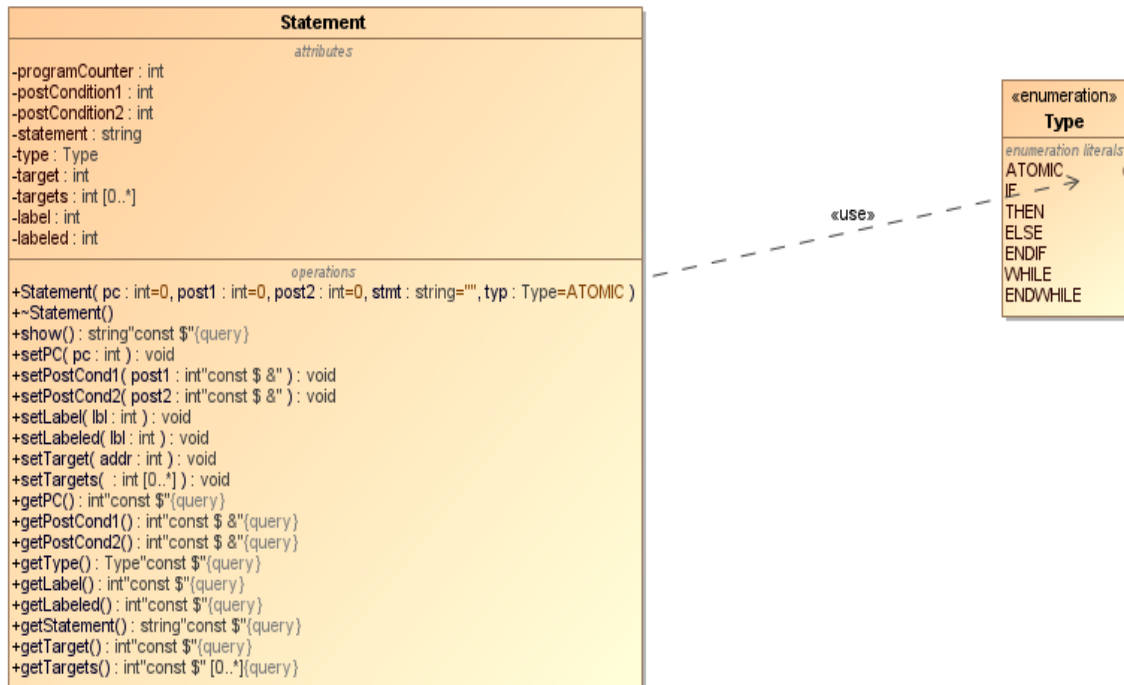 Statement
attributes
-programCounter : int
-postCondition1 : int
-postCondition2 : int
-statement : string
-type : Type
-target : int
-targets : int [0..*]
-label : int
-labeled : int
operations
+Statement( pc : int=0, post1 : int=0, post2 : int=0, stmt : string="", typ : Type=ATOMIC )
+~Statement()
+show() : string"const $"{query}
+setPC( pc : int ) : void
+setPostCond1( post1 : int"const $ &" ) : void
+setPostCond2( post2 : int"const $ &" ) : void
+setLabel( lbl : int ) : void
+setLabeled( lbl : int ) : void
+setTarget( addr : int ) : void
+setTargets(  : int [0..*] ) : void
+getPC() : int"const $"{query}
+getPostCond1() : int"const $ &"{query}
+getPostCond2() : int"const $ &"{query}
+getType() : Type"const $"{query}
+getLabel() : int"const $"{query}
+getLabeled() : int"const $"{query}
+getStatement() : string"const $"{query}
+getTarget() : int"const $"{query}
+getTargets() : int"const $" [0..*]{query}
«use»
«enumeration»
Type
enumeration literals
ATOMIC
IF
THEN
ELSE
ENDIF
WHILE
ENDWHILE